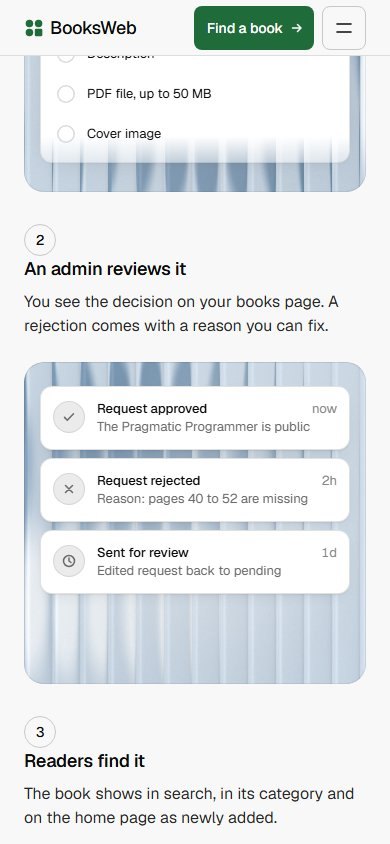 BooksWeb
Find a book →
Description
PDF file, up to 50 MB
Cover image
2
An admin reviews it
You see the decision on your books page. A
rejection comes with a reason you can fix.
Request approved now
The Pragmatic Programmer is public
Request rejected 2h
Reason: pages 40 to 52 are missing
Sent for review 1d
Edited request back to pending
3
Readers find it
The book shows in search, in its category and
on the home page as newly added.